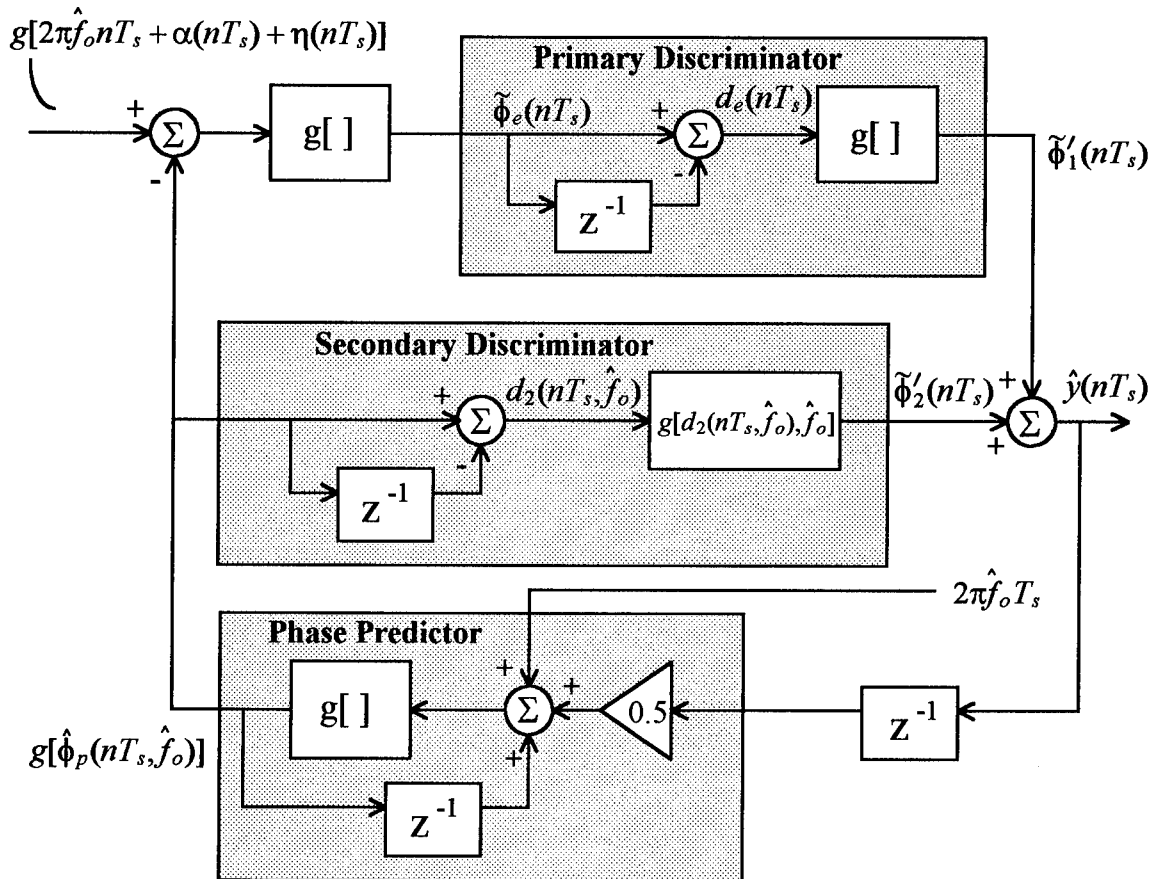 g[2πf̂ₒnTₛ + α(nTₛ) + η(nTₛ)]
Primary Discriminator
+
Σ
-
g[ ]
ϕ̃ₑ(nTₛ)
+
Σ
-
dₑ(nTₛ)
g[ ]
Z⁻¹
ϕ̃′₁(nTₛ)
Secondary Discriminator
+
Σ
-
d₂(nTₛ,f̂ₒ)
g[d₂(nTₛ,f̂ₒ),f̂ₒ]
Z⁻¹
ϕ̃′₂(nTₛ)
+
Σ
+
ŷ(nTₛ)
2πf̂ₒTₛ
Phase Predictor
g[ ]
+
Σ
+
+
0.5
Z⁻¹
Z⁻¹
g[ϕ̂ₚ(nTₛ,f̂ₒ)]